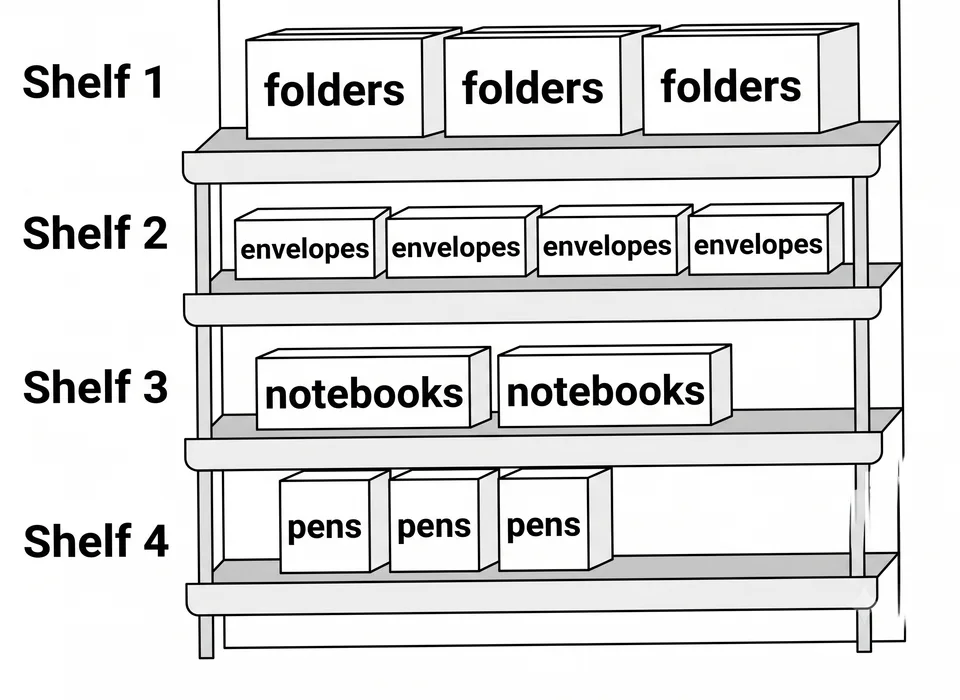 Shelf 1
folders folders folders
Shelf 2
envelopes envelopes envelopes envelopes
Shelf 3
notebooks notebooks
Shelf 4
pens pens pens